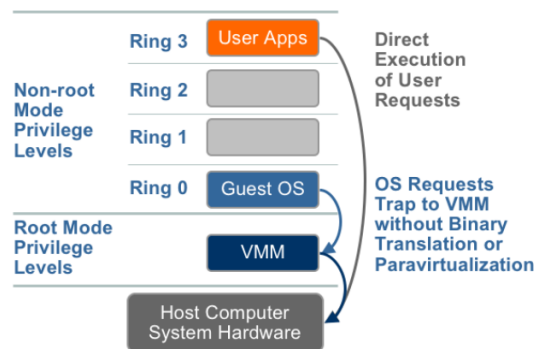 Ring 3
User Apps
Direct
Execution
of User
Requests
Non-root
Mode
Privilege
Levels
Ring 2
Ring 1
Ring 0
Guest OS
OS Requests
Trap to VMM
without Binary
Translation or
Paravirtualization
Root Mode
Privilege
Levels
VMM
Host Computer
System Hardware